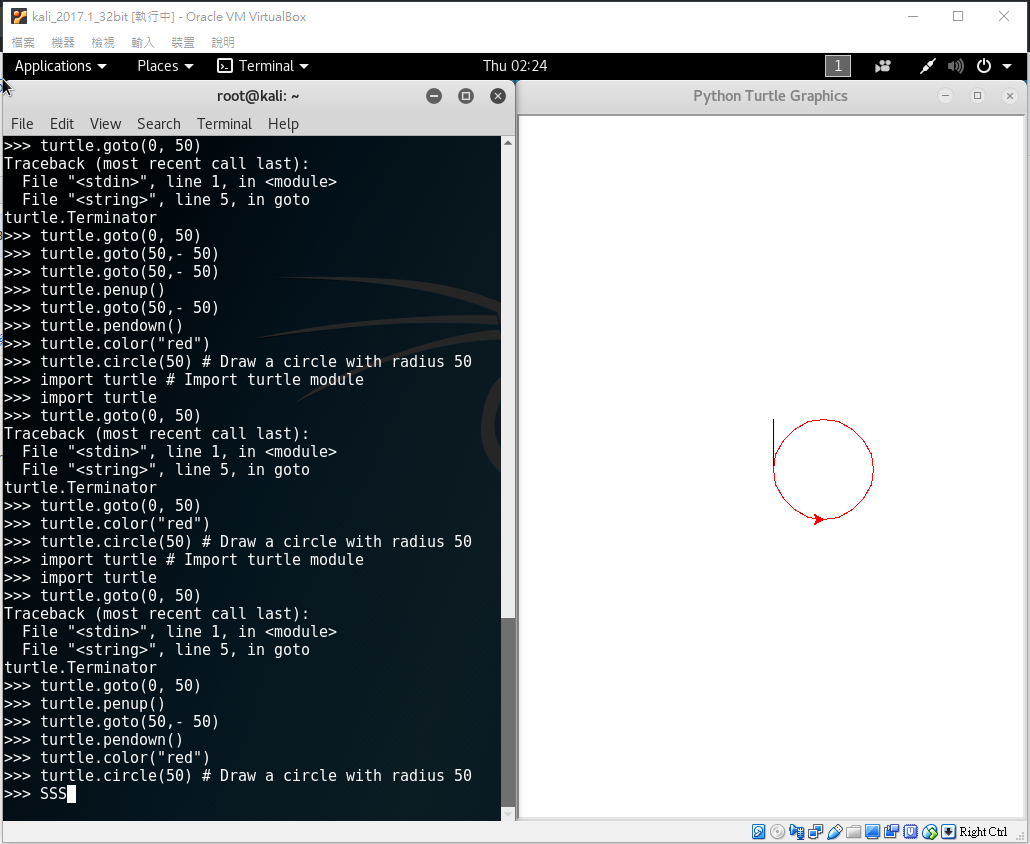 kali_2017.1_32bit [執行中] - Oracle VM VirtualBox
檔案 機器 檢視 輸入 裝置 說明
Applications Places Terminal Thu 02:24 1
root@kali: ~
File Edit View Search Terminal Help
>>> turtle.goto(0, 50)
Traceback (most recent call last):
  File "<stdin>", line 1, in <module>
  File "<string>", line 5, in goto
turtle.Terminator
>>> turtle.goto(0, 50)
>>> turtle.goto(50,- 50)
>>> turtle.goto(50,- 50)
>>> turtle.penup()
>>> turtle.goto(50,- 50)
>>> turtle.pendown()
>>> turtle.color("red")
>>> turtle.circle(50) # Draw a circle with radius 50
>>> import turtle # Import turtle module
>>> import turtle
>>> turtle.goto(0, 50)
Traceback (most recent call last):
  File "<stdin>", line 1, in <module>
  File "<string>", line 5, in goto
turtle.Terminator
>>> turtle.goto(0, 50)
>>> turtle.color("red")
>>> turtle.circle(50) # Draw a circle with radius 50
>>> import turtle # Import turtle module
>>> import turtle
>>> turtle.goto(0, 50)
Traceback (most recent call last):
  File "<stdin>", line 1, in <module>
  File "<string>", line 5, in goto
turtle.Terminator
>>> turtle.goto(0, 50)
>>> turtle.penup()
>>> turtle.goto(50,- 50)
>>> turtle.pendown()
>>> turtle.color("red")
>>> turtle.circle(50) # Draw a circle with radius 50
>>> SSS
Python Turtle Graphics
Right Ctrl